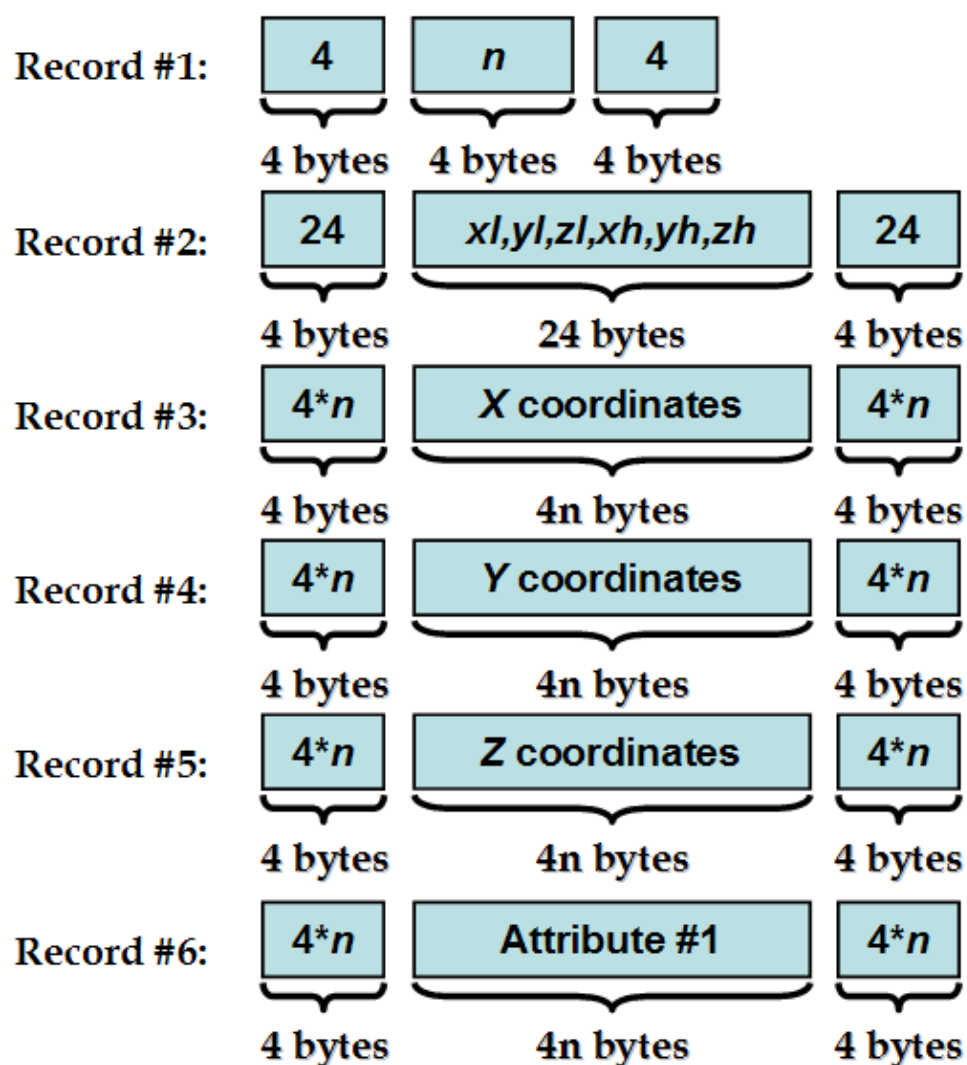 Record #1: 4 n 4
4 bytes 4 bytes 4 bytes
Record #2: 24 xl,yl,zl,xh,yh,zh 24
4 bytes 24 bytes 4 bytes
Record #3: 4*n X coordinates 4*n
4 bytes 4n bytes 4 bytes
Record #4: 4*n Y coordinates 4*n
4 bytes 4n bytes 4 bytes
Record #5: 4*n Z coordinates 4*n
4 bytes 4n bytes 4 bytes
Record #6: 4*n Attribute #1 4*n
4 bytes 4n bytes 4 bytes